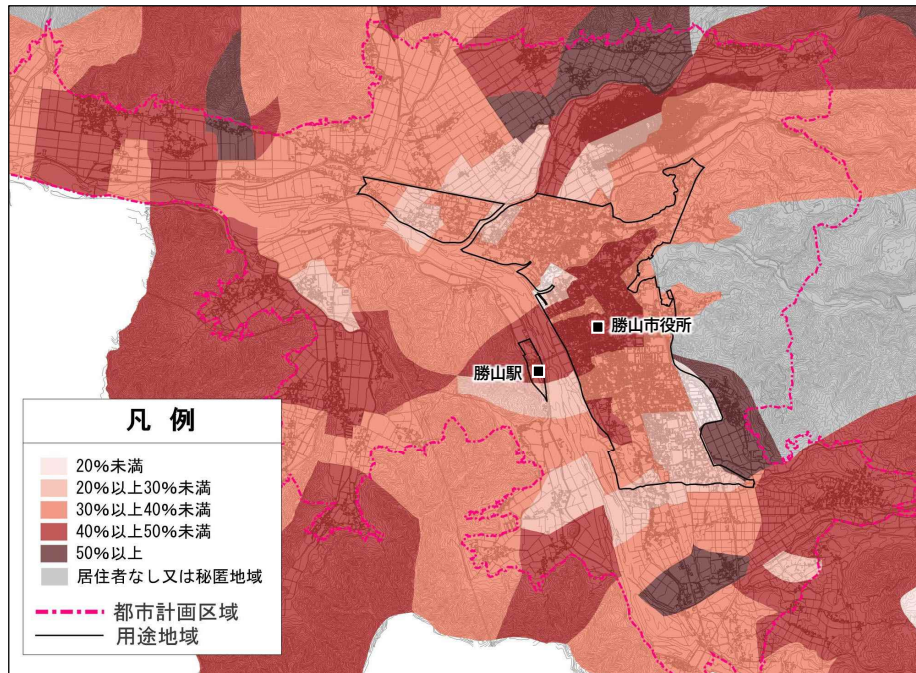 勝山市役所
勝山駅
凡 例
20%未満
20%以上30%未満
30%以上40%未満
40%以上50%未満
50%以上
居住者なし又は秘匿地域
都市計画区域
用途地域